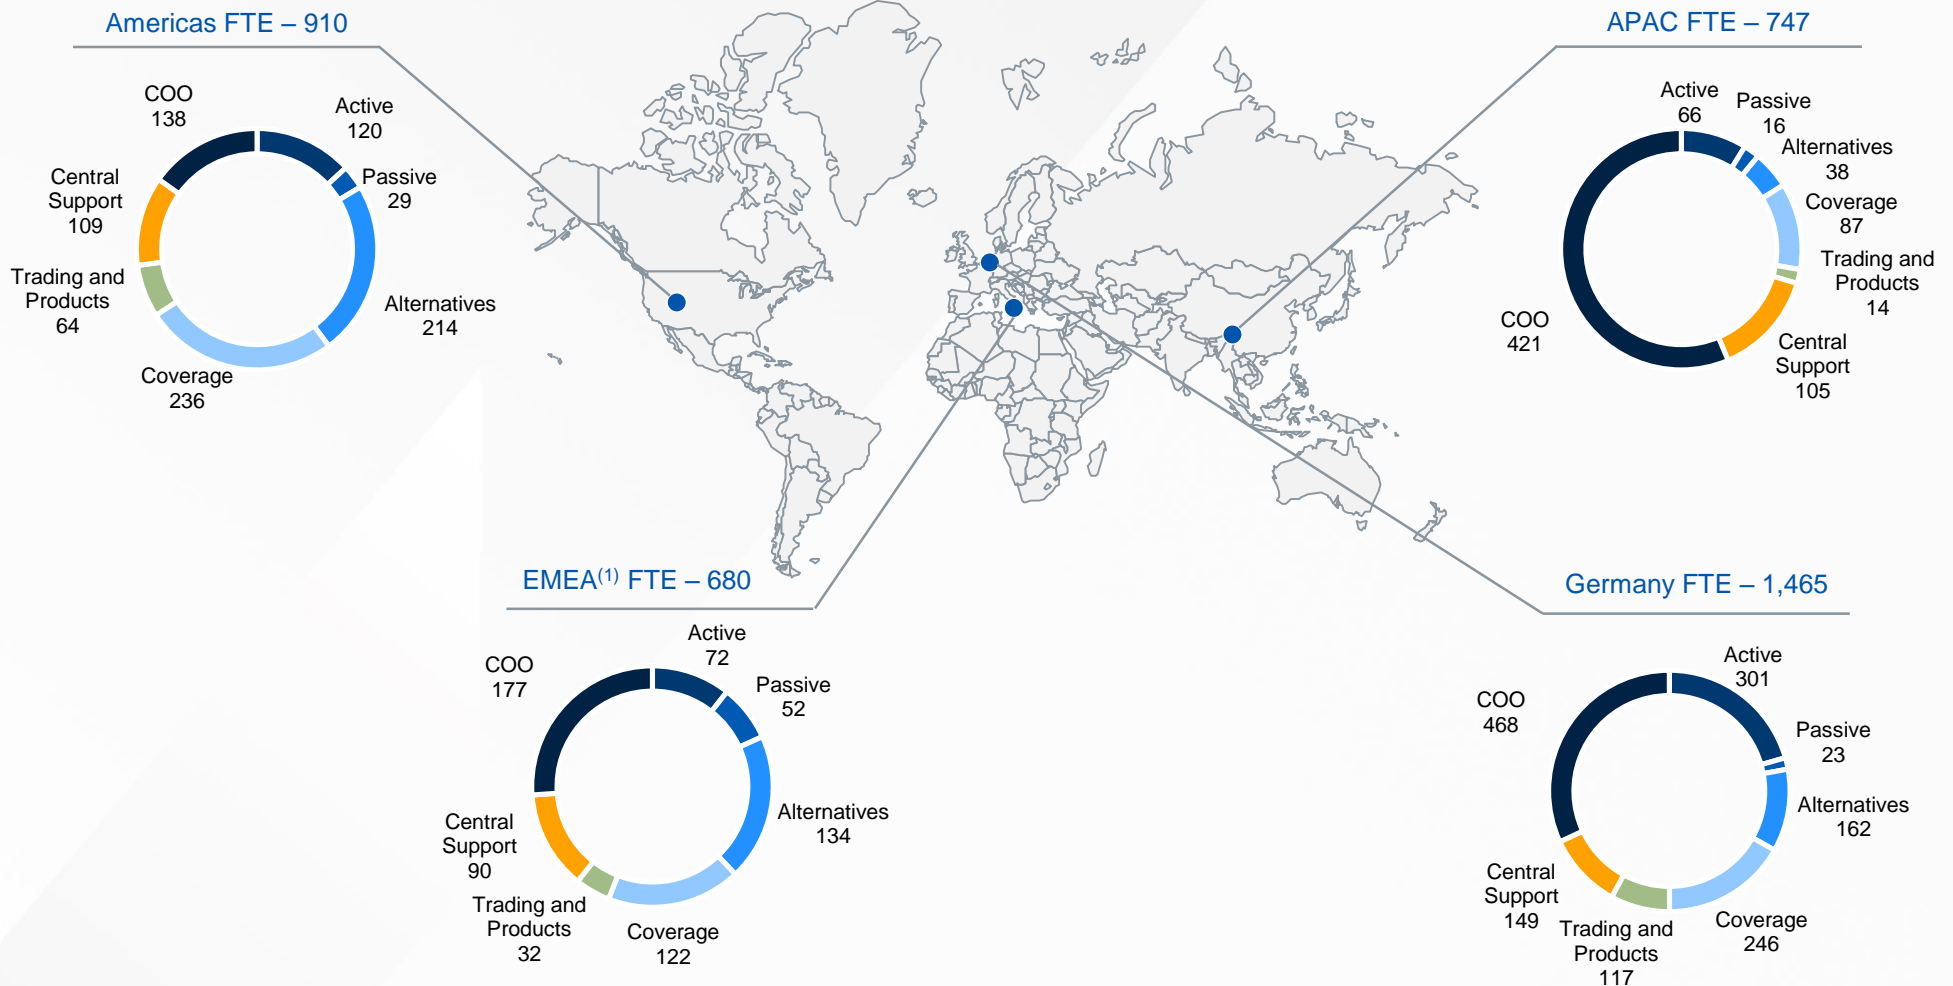 Americas FTE – 910
COO
138
Active
120
Passive
29
Alternatives
214
Coverage
236
Trading and
Products
64
Central
Support
109
APAC FTE – 747
Active
66
Passive
16
Alternatives
38
Coverage
87
Trading and
Products
14
Central
Support
105
COO
421
EMEA(1) FTE – 680
Active
72
Passive
52
Alternatives
134
Coverage
122
Trading and
Products
32
Central
Support
90
COO
177
Germany FTE – 1,465
Active
301
Passive
23
Alternatives
162
Coverage
246
Trading and
Products
117
Central
Support
149
COO
468